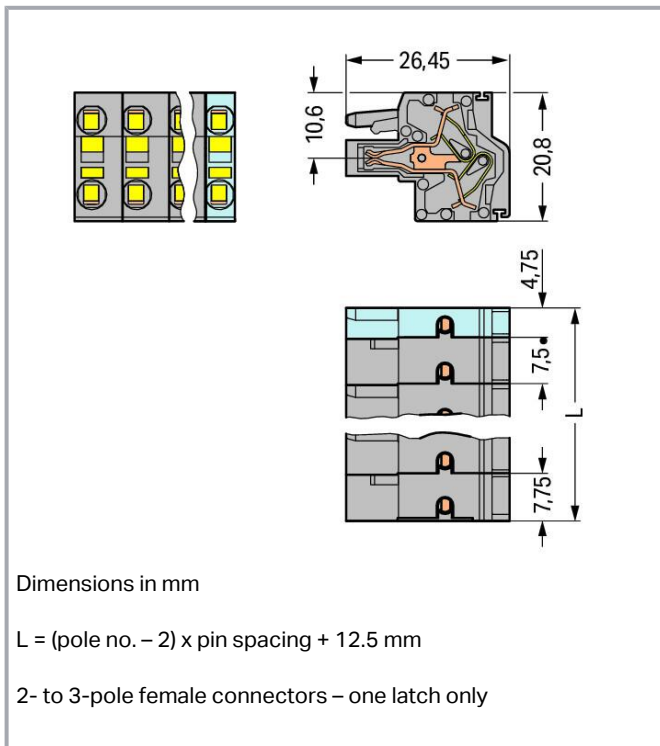 26,45
10,6
20,8
4,75
7,5
L
7,75
Dimensions in mm
L = (pole no. – 2) x pin spacing + 12.5 mm
2- to 3-pole female connectors – one latch only